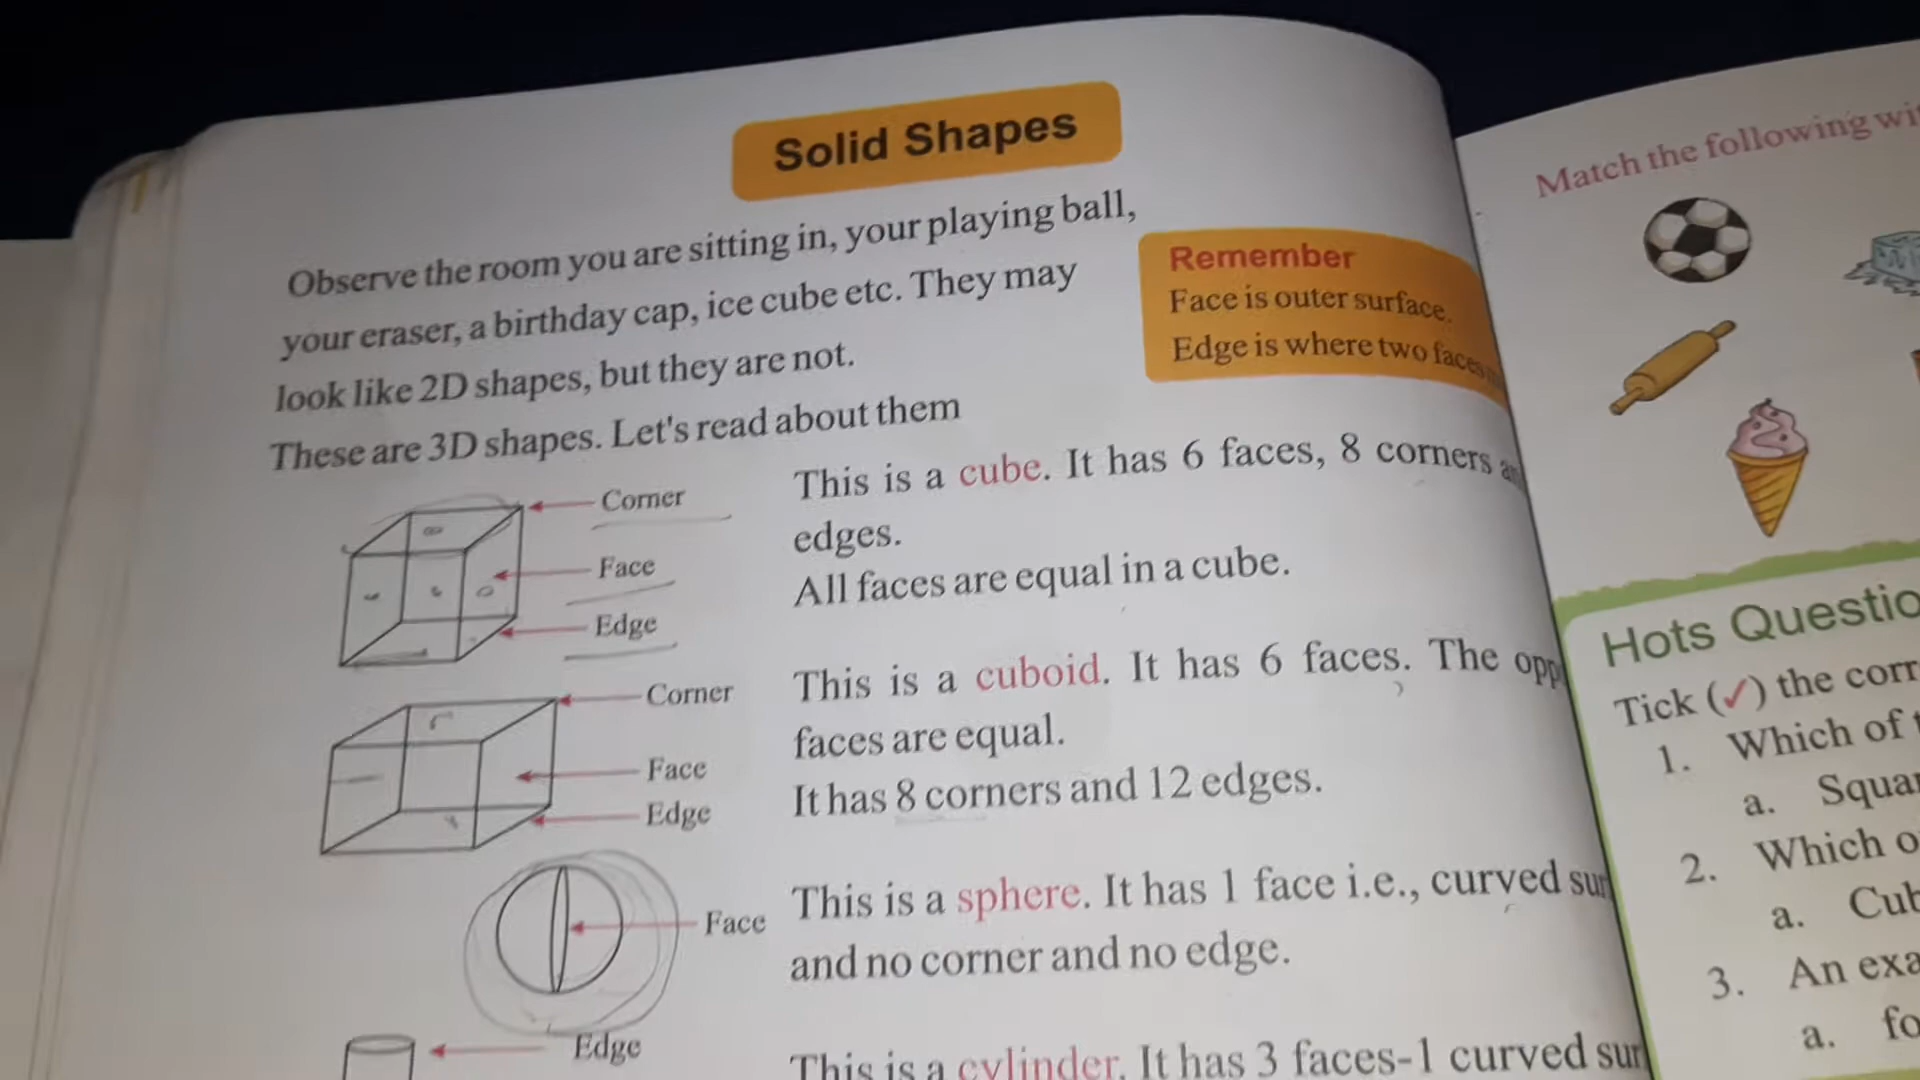 Solid Shapes
Observe the room you are sitting in, your playing ball,
your eraser, a birthday cap, ice cube etc. They may
look like 2D shapes, but they are not.
These are 3D shapes. Let's read about them
Remember
Face is outer surface.
Edge is where two faces
Corner
Face
Edge
This is a cube. It has 6 faces, 8 corners
edges.
All faces are equal in a cube.
Corner
Face
Edge
This is a cuboid. It has 6 faces. The
faces are equal.
It has 8 corners and 12 edges.
Face
This is a sphere. It has 1 face i.e., curved
and no corner and no edge.
Edge
This is a cylinder. It has 3 faces-1 curved
Match the following
Hots
Tick (✓) the
1. Which of
a.
2. Which
a.
3. An
a.